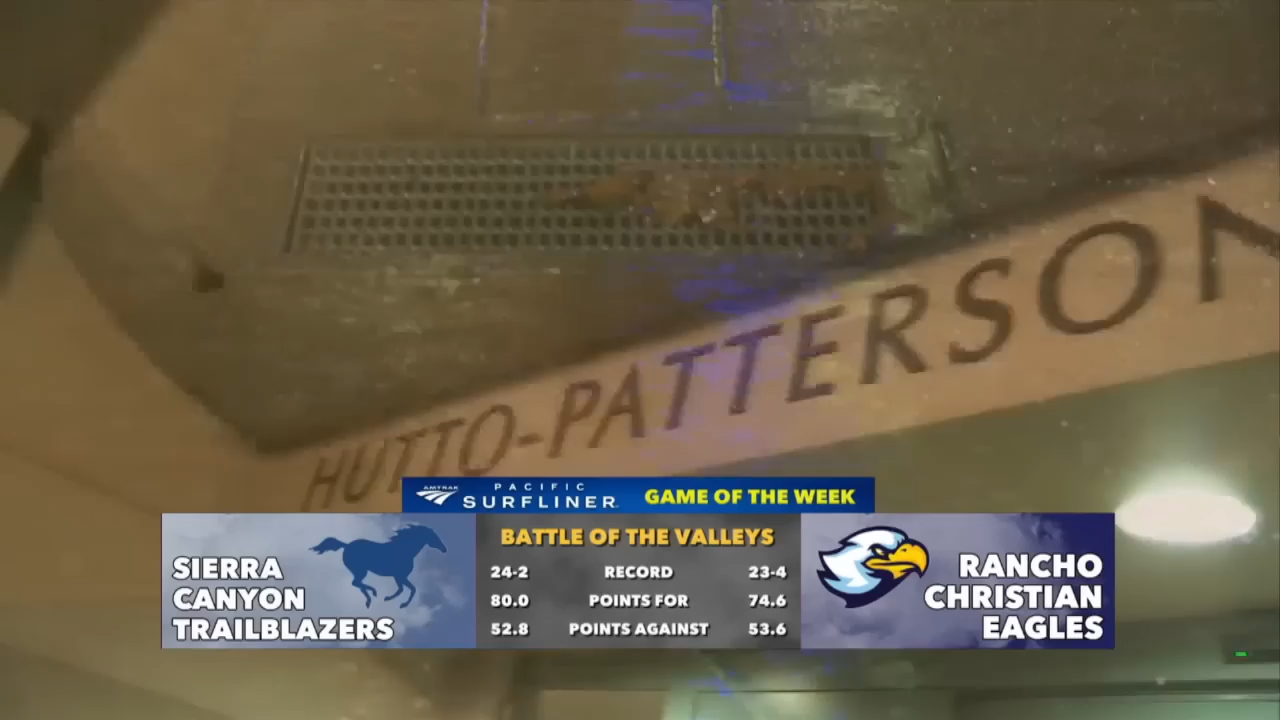 HUTTO-PATTERSON
AMTRAK
PACIFIC
SURFLINER
GAME OF THE WEEK
SIERRA
CANYON
TRAILBLAZERS
BATTLE OF THE VALLEYS
24-2 RECORD 23-4
80.0 POINTS FOR 74.6
52.8 POINTS AGAINST 53.6
RANCHO
CHRISTIAN
EAGLES